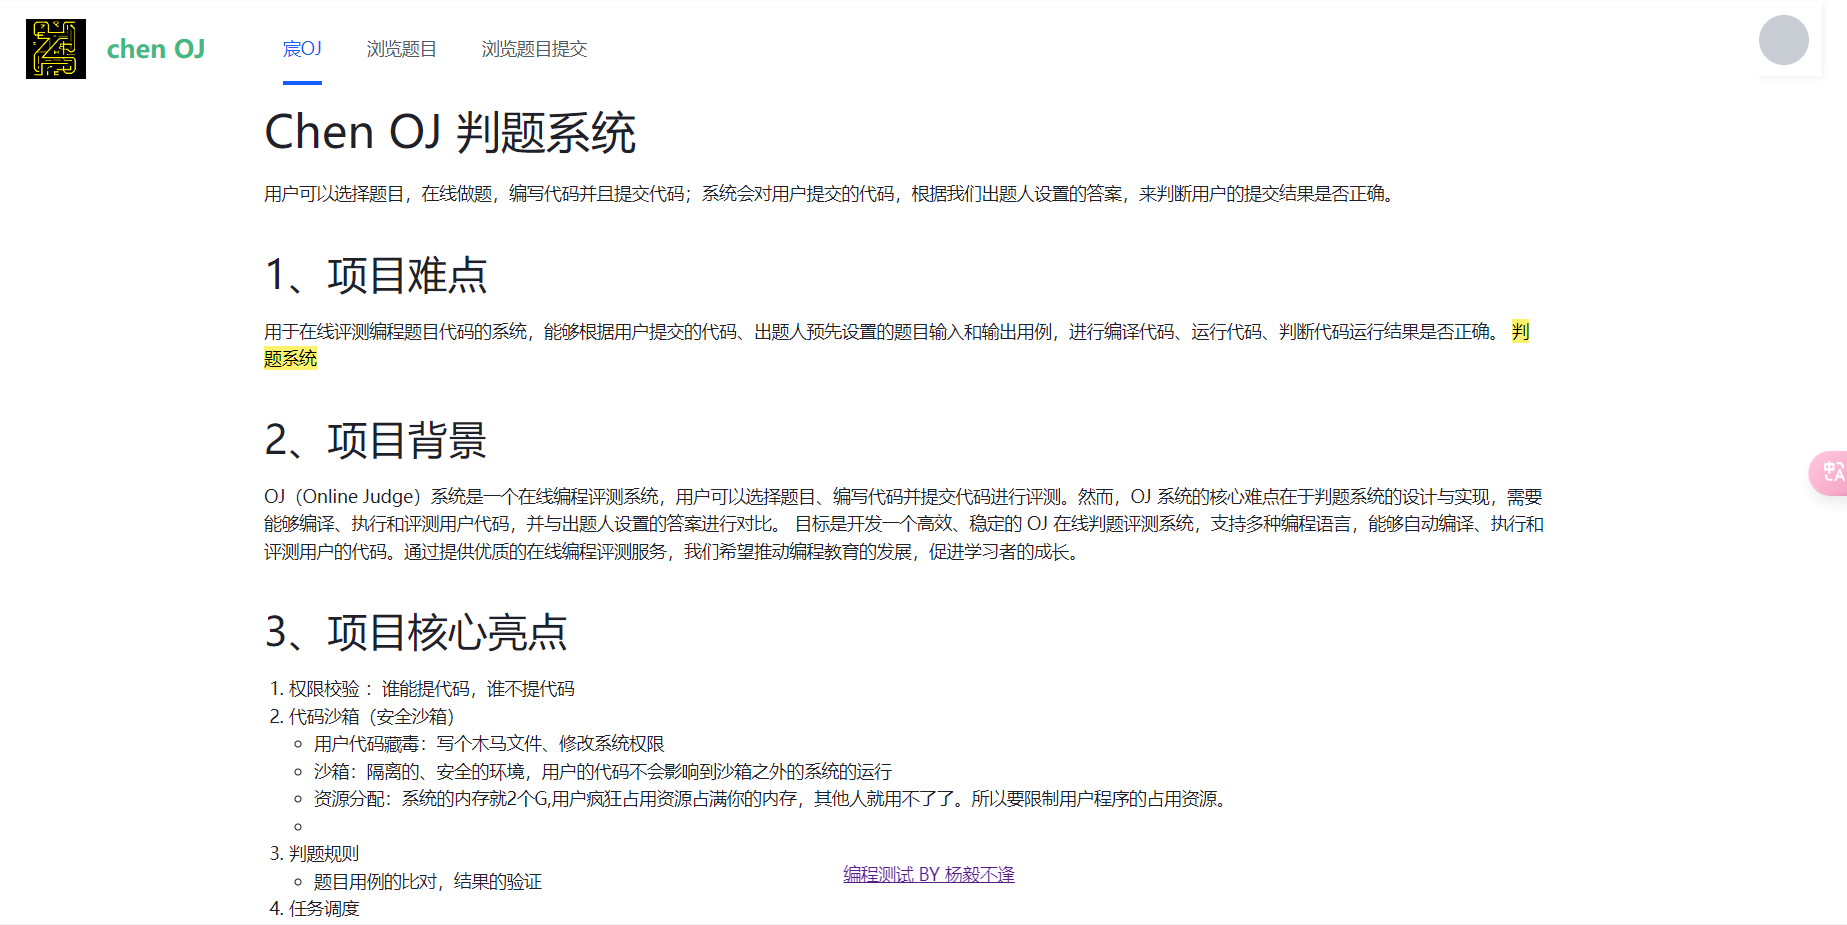 chen OJ
宸OJ
浏览题目
浏览题目提交
Chen OJ 判题系统
用户可以选择题目，在线做题，编写代码并且提交代码；系统会对用户提交的代码，根据我们出题人设置的答案，来判断用户的提交结果是否正确。
1、项目难点
用于在线评测编程题目代码的系统，能够根据用户提交的代码、出题人预先设置的题目输入和输出用例，进行编译代码、运行代码、判断代码运行结果是否正确。 判
题系统
2、项目背景
OJ（Online Judge）系统是一个在线编程评测系统，用户可以选择题目、编写代码并提交代码进行评测。然而，OJ 系统的核心难点在于判题系统的设计与实现，需要
能够编译、执行和评测用户代码，并与出题人设置的答案进行对比。 目标是开发一个高效、稳定的 OJ 在线判题评测系统，支持多种编程语言，能够自动编译、执行和
评测用户的代码。通过提供优质的在线编程评测服务，我们希望推动编程教育的发展，促进学习者的成长。
3、项目核心亮点
1. 权限校验 ：谁能提代码，谁不提代码
2. 代码沙箱（安全沙箱）
用户代码藏毒：写个木马文件、修改系统权限
沙箱：隔离的、安全的环境，用户的代码不会影响到沙箱之外的系统的运行
资源分配：系统的内存就2个G,用户疯狂占用资源占满你的内存，其他人就用不了了。所以要限制用户程序的占用资源。
3. 判题规则
题目用例的比对，结果的验证
4. 任务调度
编程测试 BY 杨毅不逢
中A